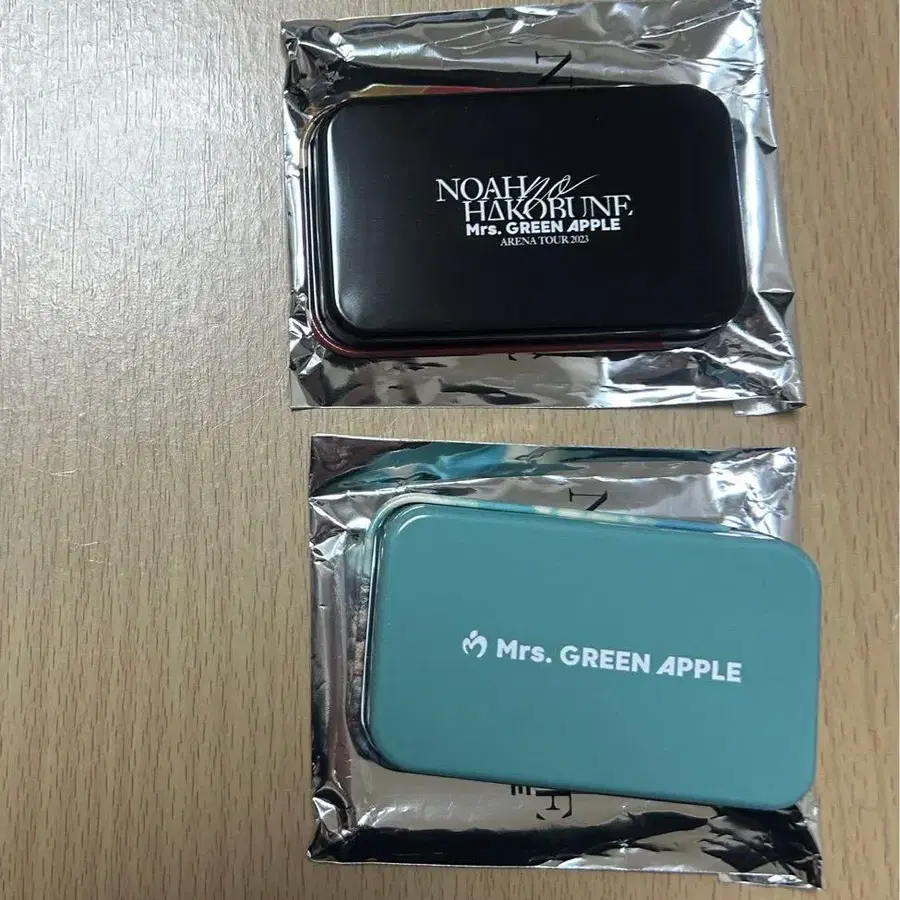 N
NOAH no
HAKOBUNE
Mrs. GREEN APPLE
ARENA TOUR 2023
Mrs. GREEN APPLE